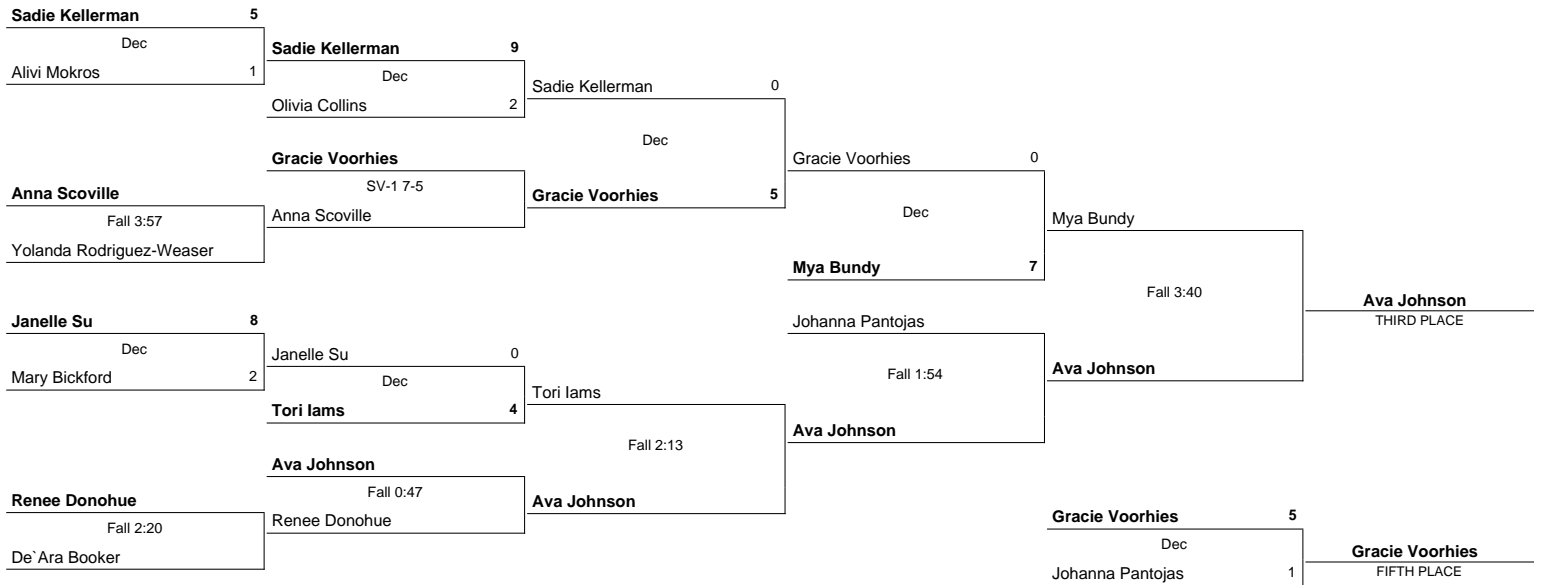 Sadie Kellerman 5
Dec
Alivi Mokros 1
Anna Scoville
Fall 3:57
Yolanda Rodriguez-Weaser
Janelle Su 8
Dec
Mary Bickford 2
Renee Donohue
Fall 2:20
De`Ara Booker
Sadie Kellerman 9
Dec
Olivia Collins 2
Gracie Voorhies
SV-1 7-5
Anna Scoville
Janelle Su 0
Dec
Tori Iams 4
Ava Johnson
Fall 0:47
Renee Donohue
Sadie Kellerman 0
Dec
Gracie Voorhies 5
Tori Iams
Fall 2:13
Ava Johnson
Gracie Voorhies 0
Dec
Mya Bundy 7
Johanna Pantojas
Fall 1:54
Ava Johnson
Mya Bundy
Fall 3:40
Ava Johnson
Ava Johnson
THIRD PLACE
Gracie Voorhies 5
Dec
Johanna Pantojas 1
Gracie Voorhies
FIFTH PLACE